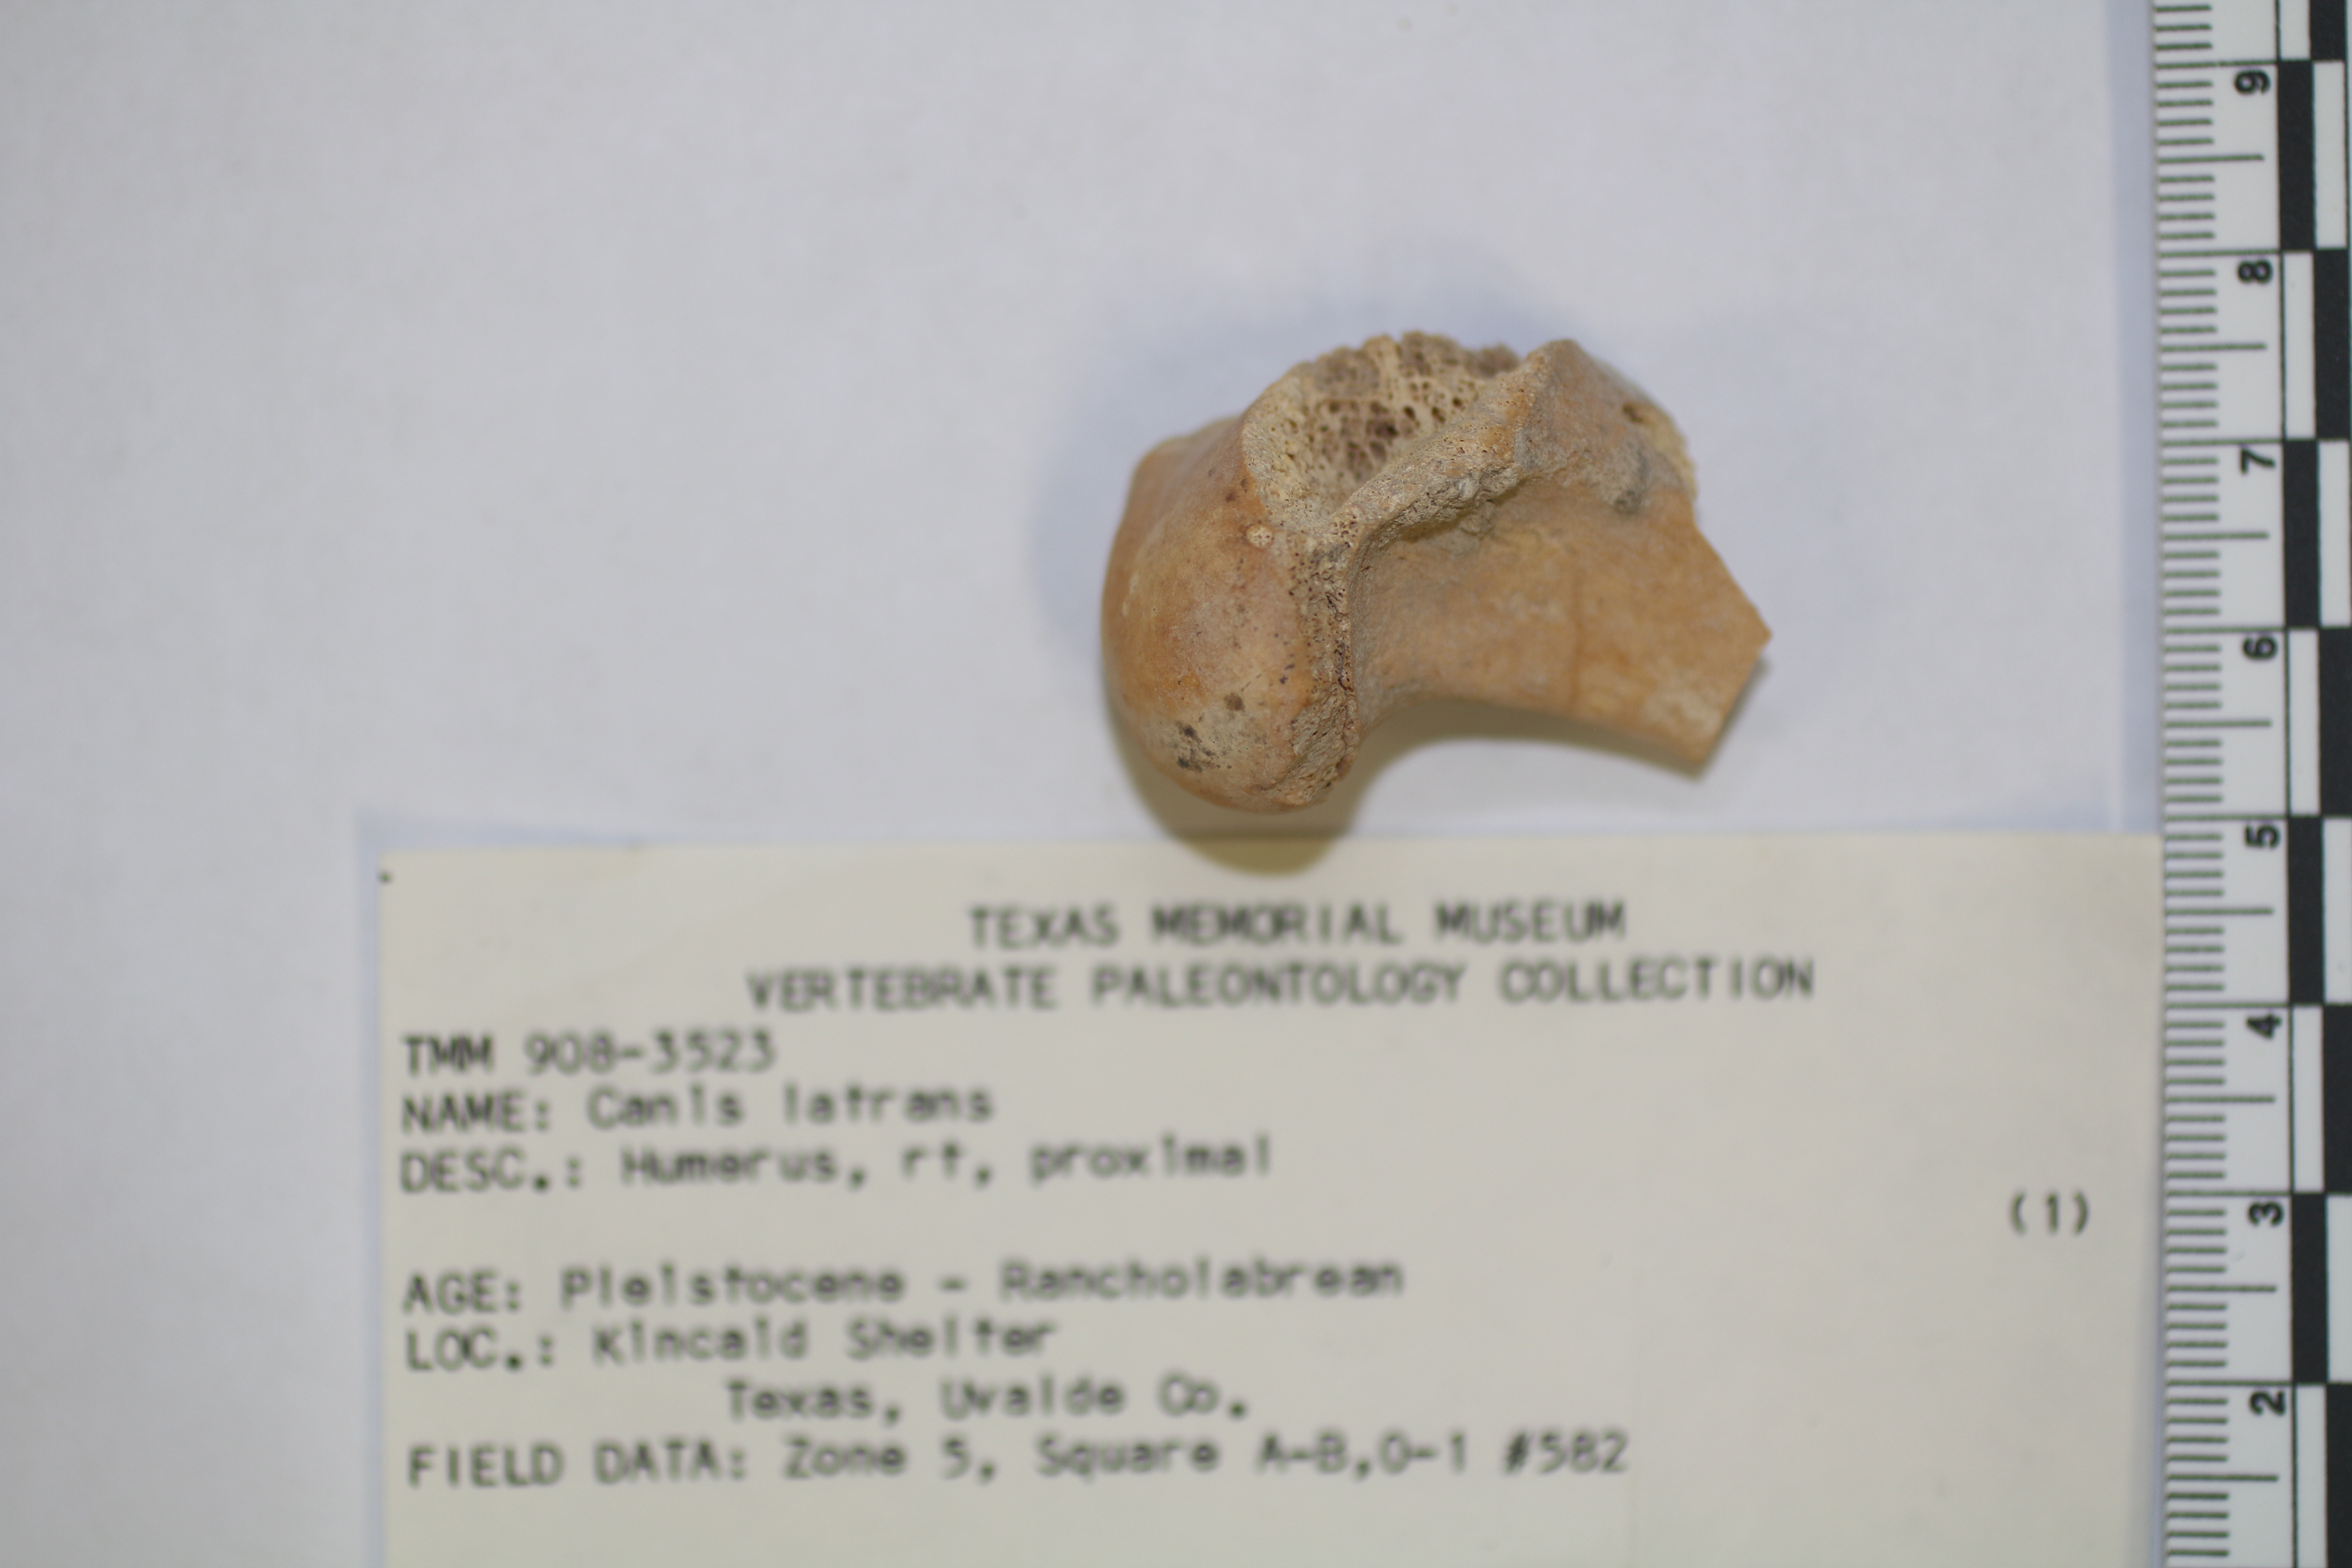 TEXAS MEMORIAL MUSEUM
VERTEBRATE PALEONTOLOGY COLLECTION
TMM 908-3523
NAME: Canis latrans
DESC.: Humerus, rt, proximal
(1)
AGE: Pleistocene - Rancholabrean
LOC.: Kincaid Shelter
Texas, Uvalde Co.
FIELD DATA: Zone 5, Square A-B,0-1 #582
9
8
7
6
5
4
3
2